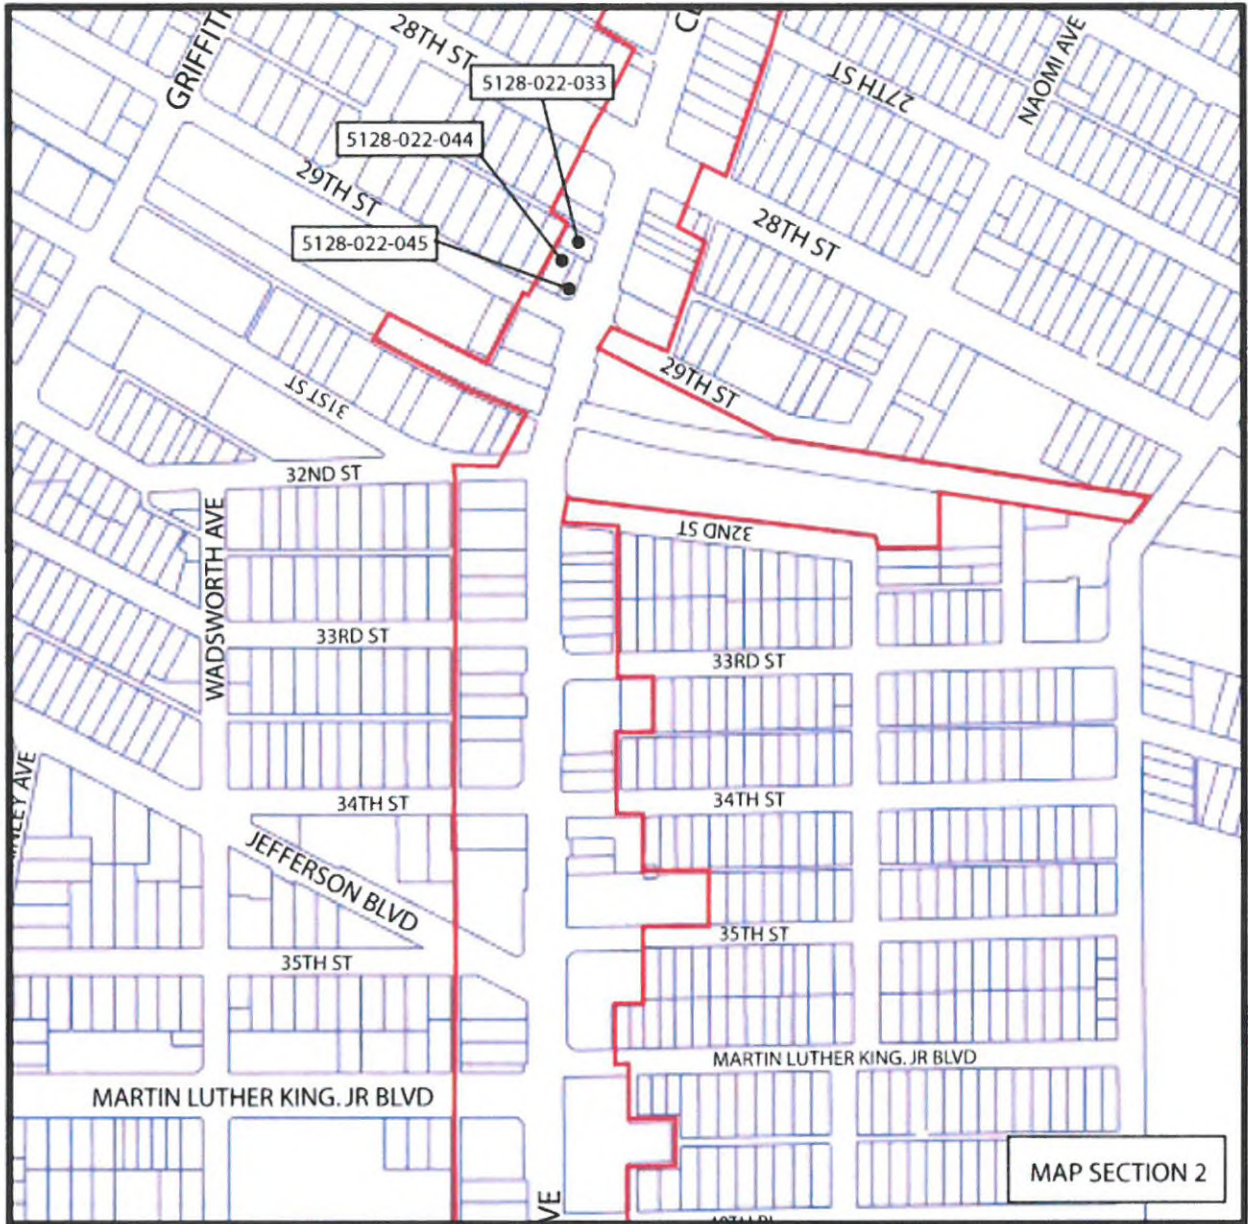 GRIFFITH
28TH ST
27TH ST
NAOMI AVE
5128-022-033
5128-022-044
29TH ST
5128-022-045
28TH ST
31ST ST
29TH ST
32ND ST
32ND ST
WADSWORTH AVE
33RD ST
33RD ST
34TH ST
34TH ST
JEFFERSON BLVD
35TH ST
35TH ST
MARTIN LUTHER KING. JR BLVD
MARTIN LUTHER KING. JR BLVD
MAP SECTION 2